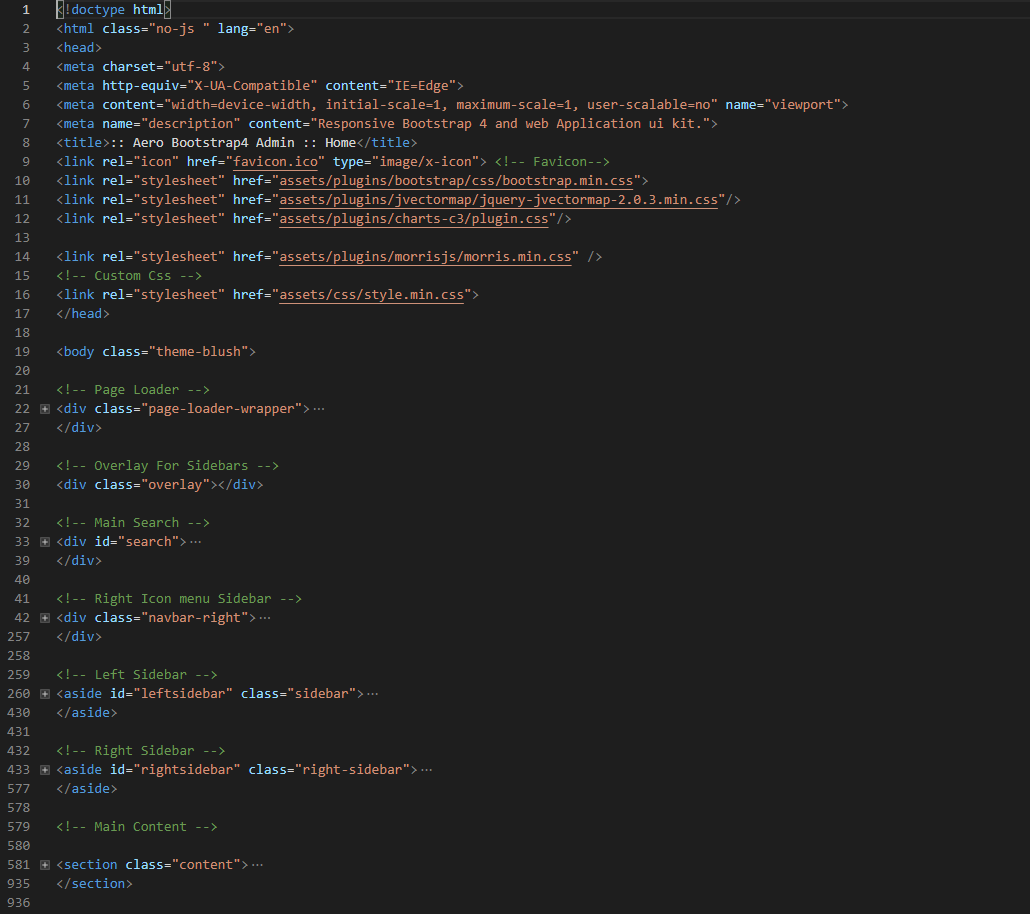 1 <!doctype html>
2 <html class="no-js " lang="en">
3 <head>
4 <meta charset="utf-8">
5 <meta http-equiv="X-UA-Compatible" content="IE=Edge">
6 <meta content="width=device-width, initial-scale=1, maximum-scale=1, user-scalable=no" name="viewport">
7 <meta name="description" content="Responsive Bootstrap 4 and web Application ui kit.">
8 <title>:: Aero Bootstrap4 Admin :: Home</title>
9 <link rel="icon" href="favicon.ico" type="image/x-icon"> <!-- Favicon-->
10 <link rel="stylesheet" href="assets/plugins/bootstrap/css/bootstrap.min.css">
11 <link rel="stylesheet" href="assets/plugins/jvectormap/jquery-jvectormap-2.0.3.min.css"/>
12 <link rel="stylesheet" href="assets/plugins/charts-c3/plugin.css"/>
13
14 <link rel="stylesheet" href="assets/plugins/morrisjs/morris.min.css" />
15 <!-- Custom Css -->
16 <link rel="stylesheet" href="assets/css/style.min.css">
17 </head>
18
19 <body class="theme-blush">
20
21 <!-- Page Loader -->
22 <div class="page-loader-wrapper">···
27 </div>
28
29 <!-- Overlay For Sidebars -->
30 <div class="overlay"></div>
31
32 <!-- Main Search -->
33 <div id="search">···
39 </div>
40
41 <!-- Right Icon menu Sidebar -->
42 <div class="navbar-right">···
257 </div>
258
259 <!-- Left Sidebar -->
260 <aside id="leftsidebar" class="sidebar">···
430 </aside>
431
432 <!-- Right Sidebar -->
433 <aside id="rightsidebar" class="right-sidebar">···
577 </aside>
578
579 <!-- Main Content -->
580
581 <section class="content">···
935 </section>
936